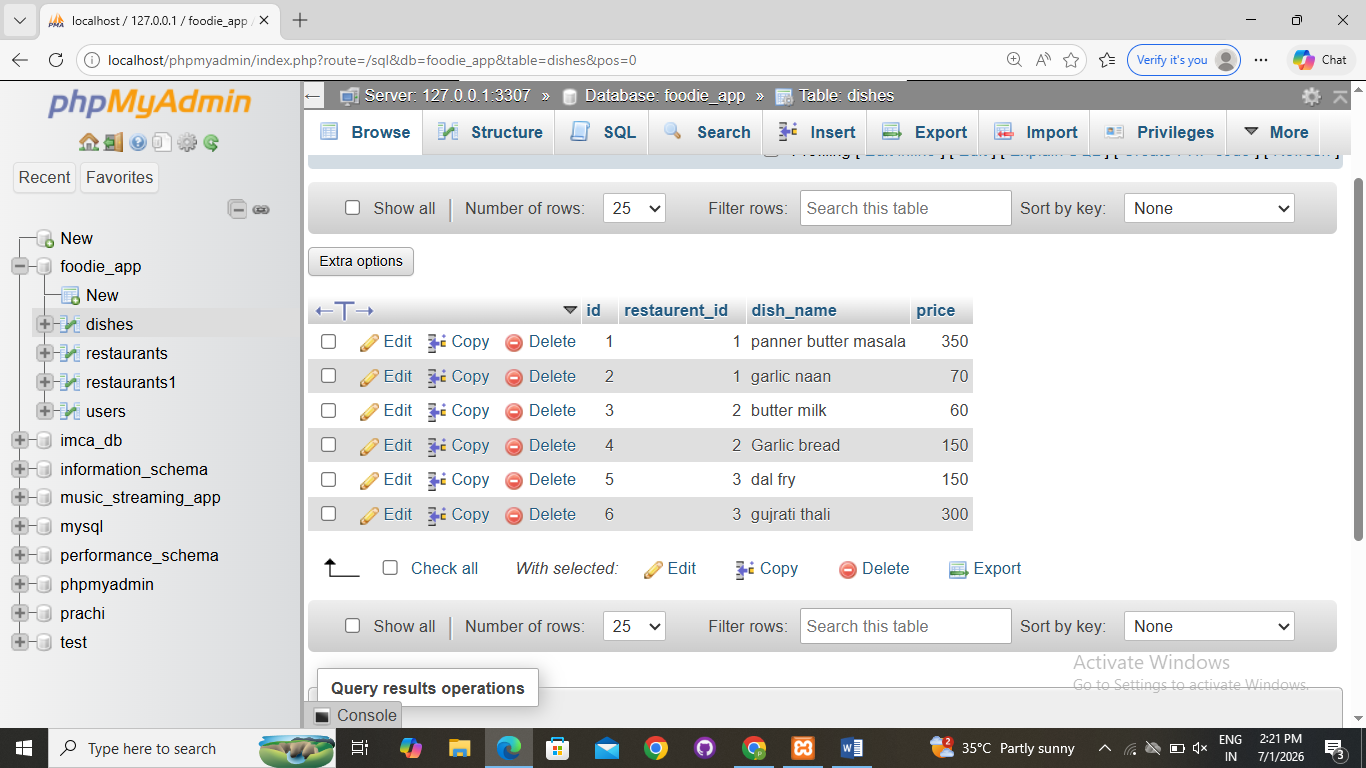 localhost / 127.0.0.1 / foodie_app
localhost/phpmyadmin/index.php?route=/sql&db=foodie_app&table=dishes&pos=0
Verify it's you
Chat
phpMyAdmin
Recent
Favorites
New
foodie_app
New
dishes
restaurants
restaurants1
users
imca_db
information_schema
music_streaming_app
mysql
performance_schema
phpmyadmin
prachi
test
Server: 127.0.0.1:3307 » Database: foodie_app » Table: dishes
Browse Structure SQL Search Insert Export Import Privileges More
Show all Number of rows: 25 Filter rows: Search this table Sort by key: None
Extra options
id restaurent_id dish_name price
Edit Copy Delete 1 1 panner butter masala 350
Edit Copy Delete 2 1 garlic naan 70
Edit Copy Delete 3 2 butter milk 60
Edit Copy Delete 4 2 Garlic bread 150
Edit Copy Delete 5 3 dal fry 150
Edit Copy Delete 6 3 gujrati thali 300
Check all With selected: Edit Copy Delete Export
Show all Number of rows: 25 Filter rows: Search this table Sort by key: None
Query results operations
Console
Activate Windows
Go to Settings to activate Windows.
Type here to search
2
35°C Partly sunny
ENG
IN
2:21 PM
7/1/2026
3